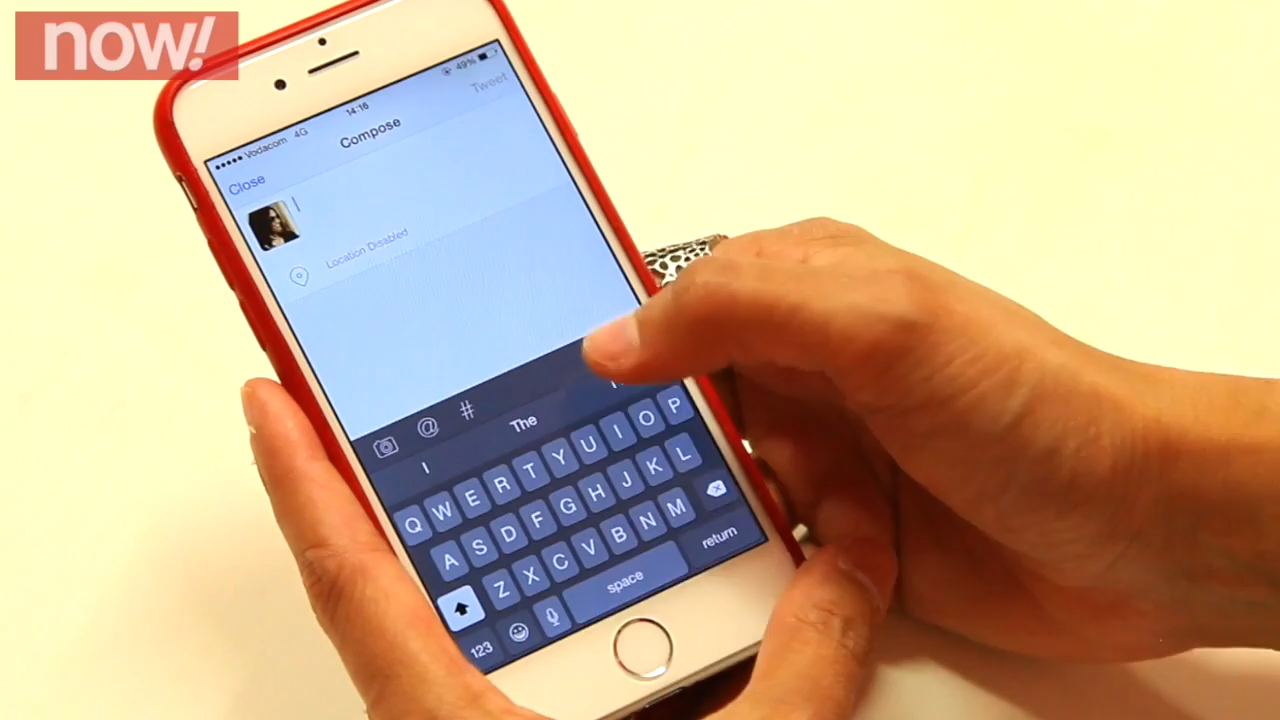 now!
Vodacom 4G 14:16 49%
Close Compose Tweet
Location Disabled
@ #
I The
Q W E R T Y U I O P
A S D F G H J K L
Z X C V B N M
123 space return